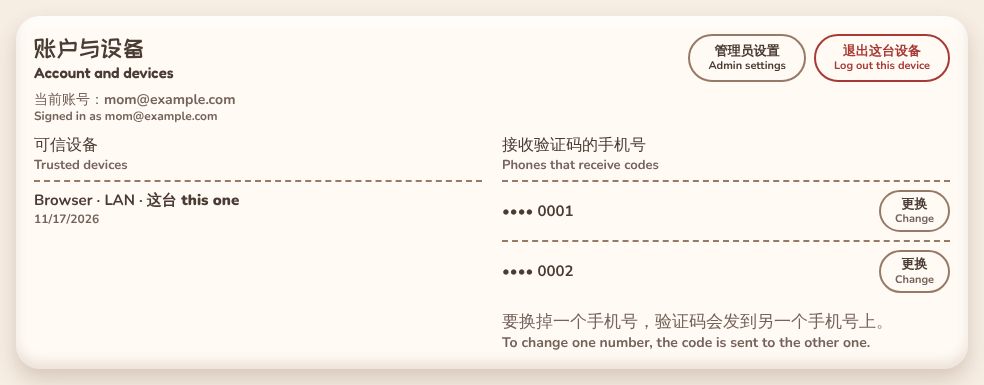 账户与设备
Account and devices
管理员设置
Admin settings
退出这台设备
Log out this device
当前账号：mom@example.com
Signed in as mom@example.com
可信设备
Trusted devices
Browser · LAN · 这台 this one
11/17/2026
接收验证码的手机号
Phones that receive codes
•••• 0001
更换
Change
•••• 0002
更换
Change
要换掉一个手机号，验证码会发到另一个手机号上。
To change one number, the code is sent to the other one.